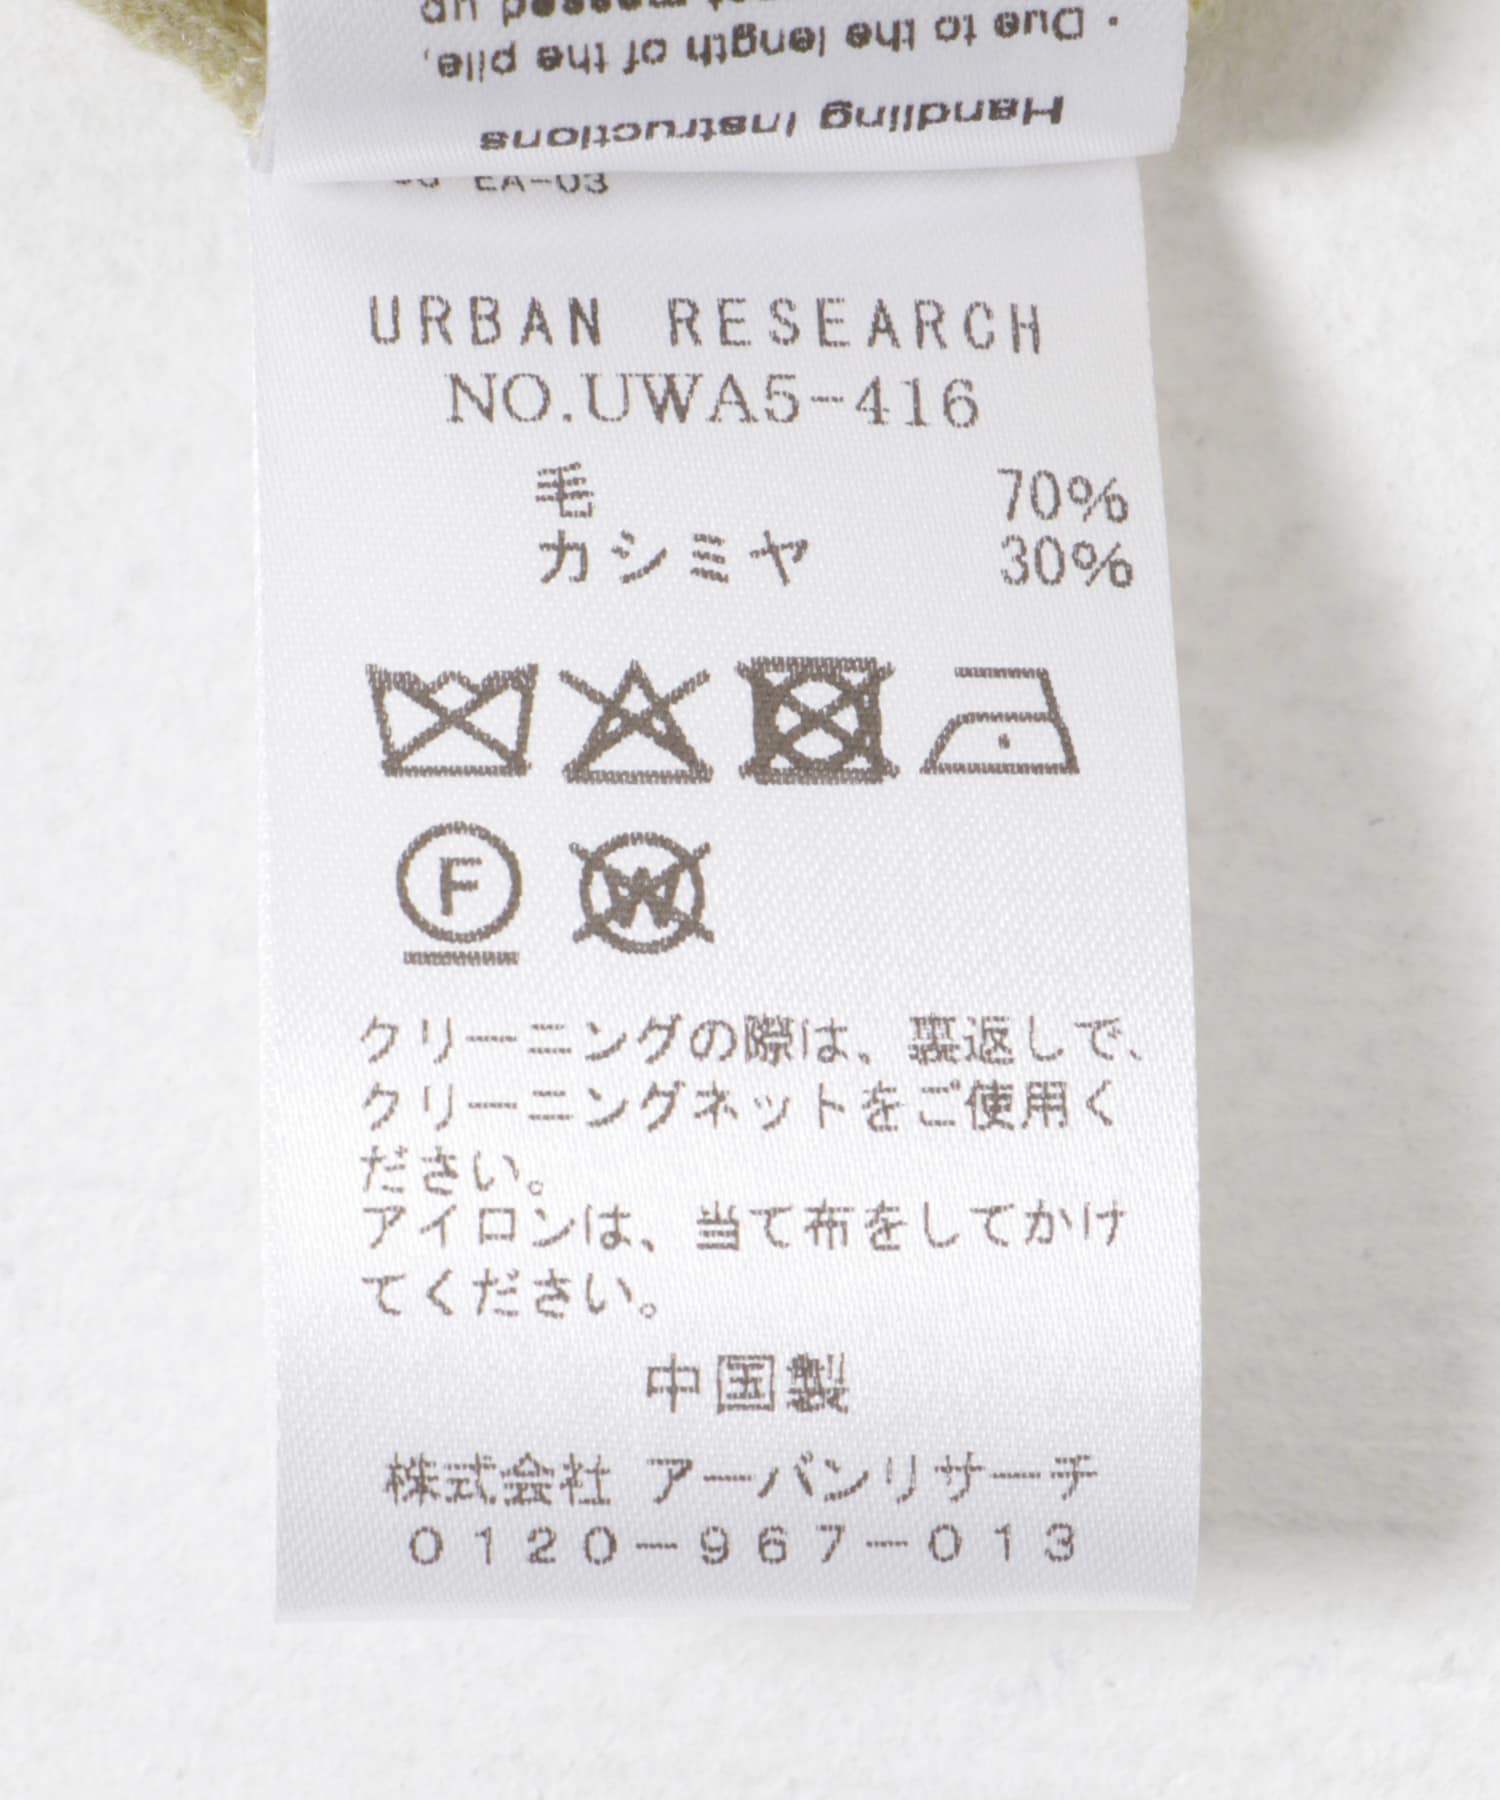 Handling Instructions
・Due to the length of the pile,
EA-03
URBAN RESEARCH
NO.UWA5-416
毛 70%
カシミヤ 30%
F
W
クリーニングの際は、裏返しで、
クリーニングネットをご使用く
ださい。
アイロンは、当て布をしてかけ
てください。
中国製
株式会社 アーバンリサーチ
0120-967-013